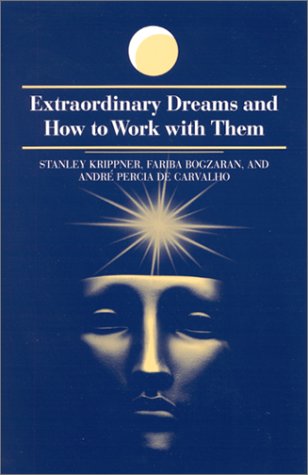 Extraordinary Dreams and
How to Work with Them
STANLEY KRIPPNER, FARIBA BOGZARAN, AND
ANDRÉ PERCIA DE CARVALHO